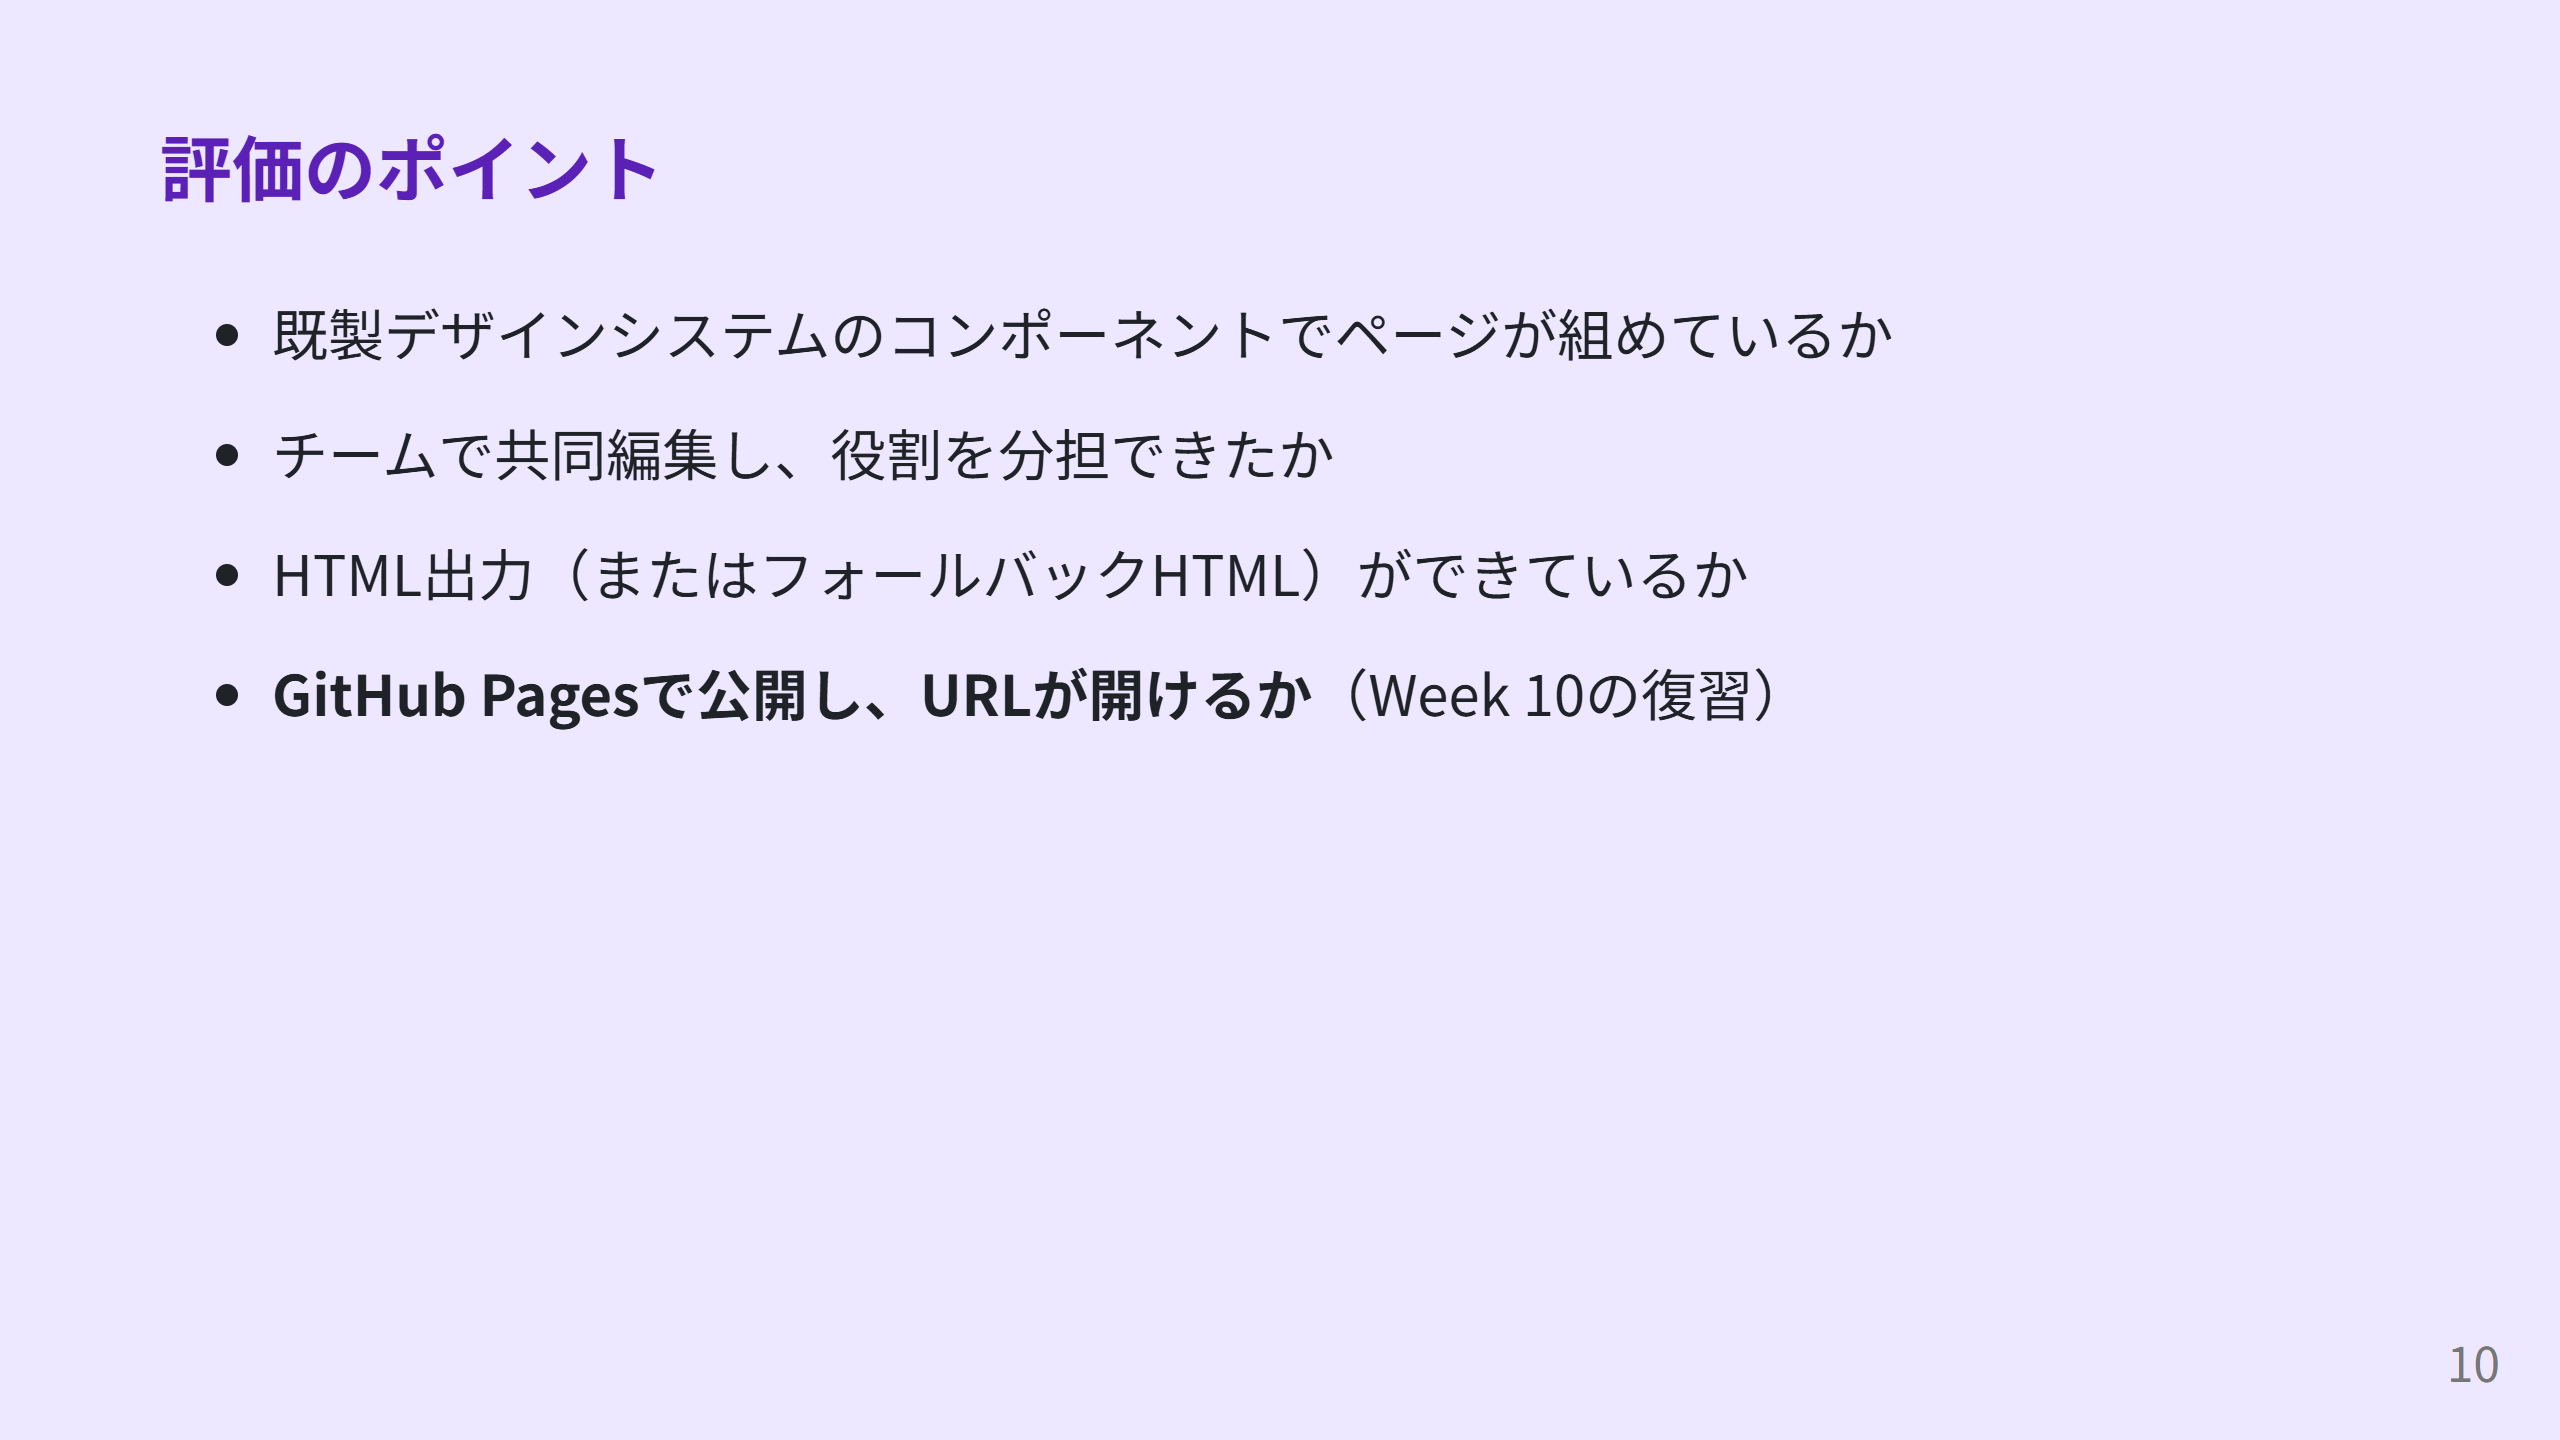 評価のポイント
既製デザインシステムのコンポーネントでページが組めているか
チームで共同編集し、役割を分担できたか
HTML出力（またはフォールバックHTML）ができているか
GitHub Pagesで公開し、URLが開けるか（Week 10の復習）
10